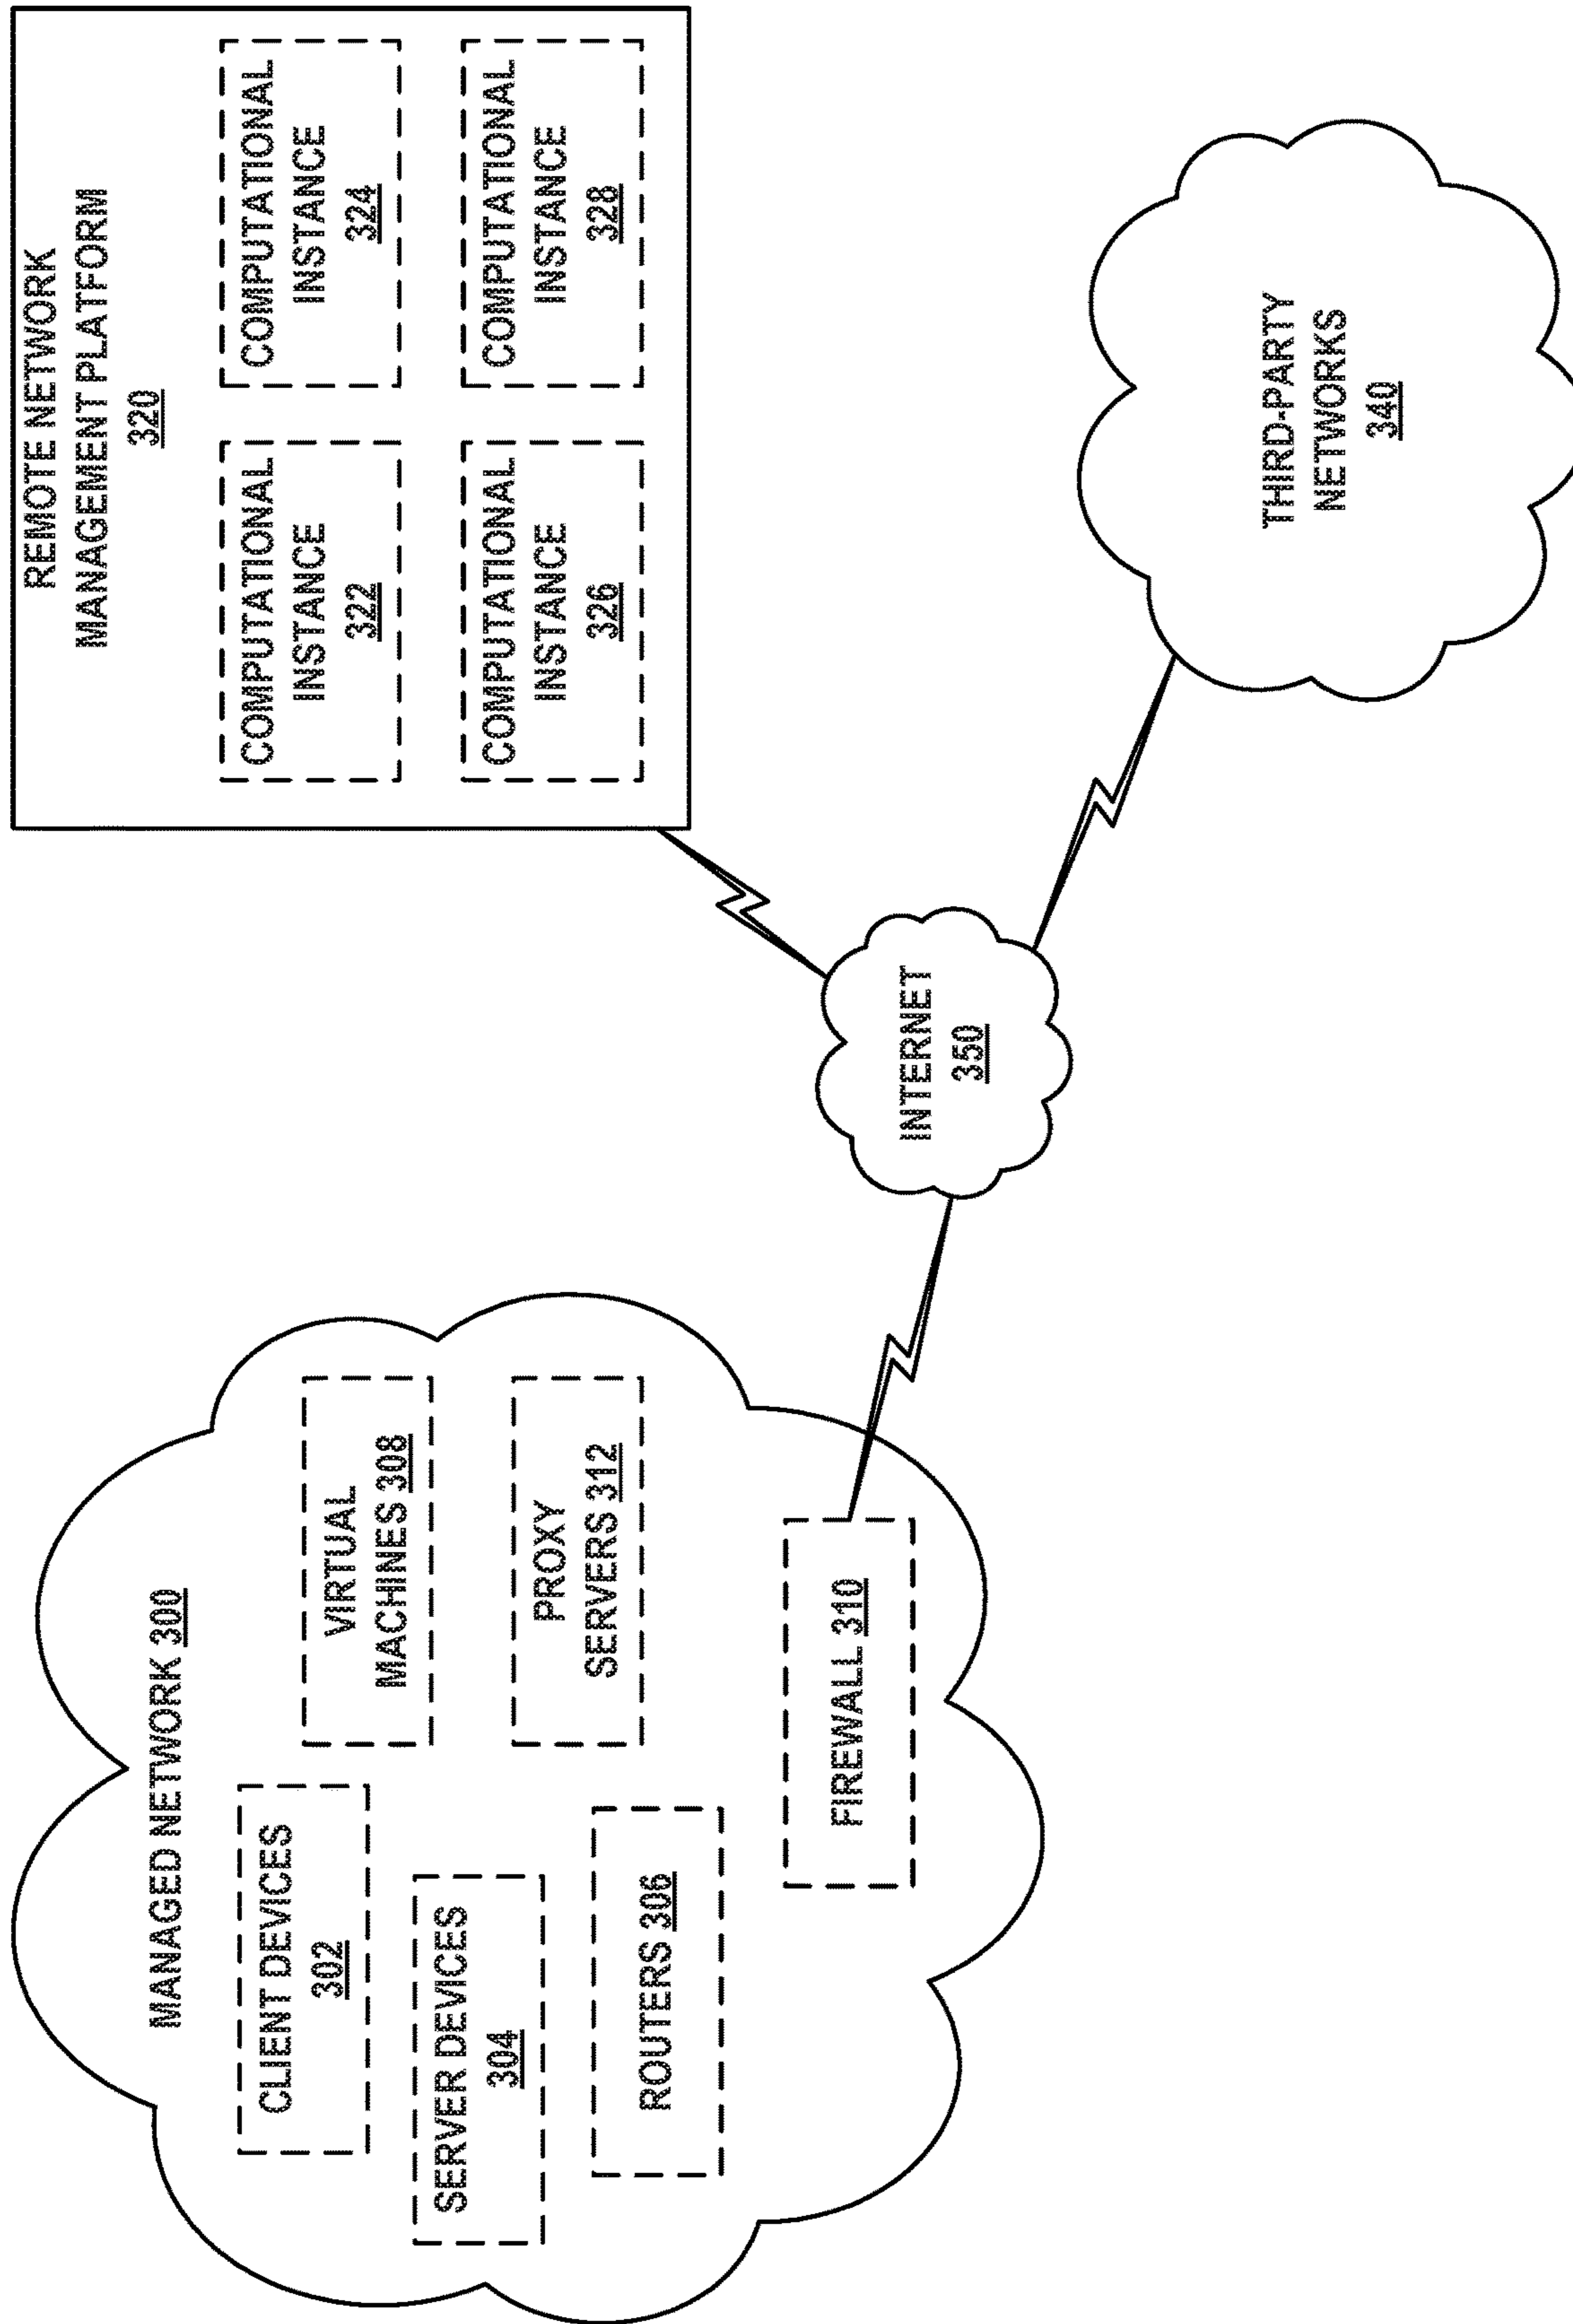 MANAGED NETWORK 300
CLIENT DEVICES
302
SERVER DEVICES
304
ROUTERS 306
VIRTUAL
MACHINES 308
PROXY
SERVERS 312
FIREWALL 310
INTERNET
350
REMOTE NETWORK
MANAGEMENT PLATFORM
320
COMPUTATIONAL
INSTANCE
322
COMPUTATIONAL
INSTANCE
324
COMPUTATIONAL
INSTANCE
326
COMPUTATIONAL
INSTANCE
328
THIRD-PARTY
NETWORKS
340